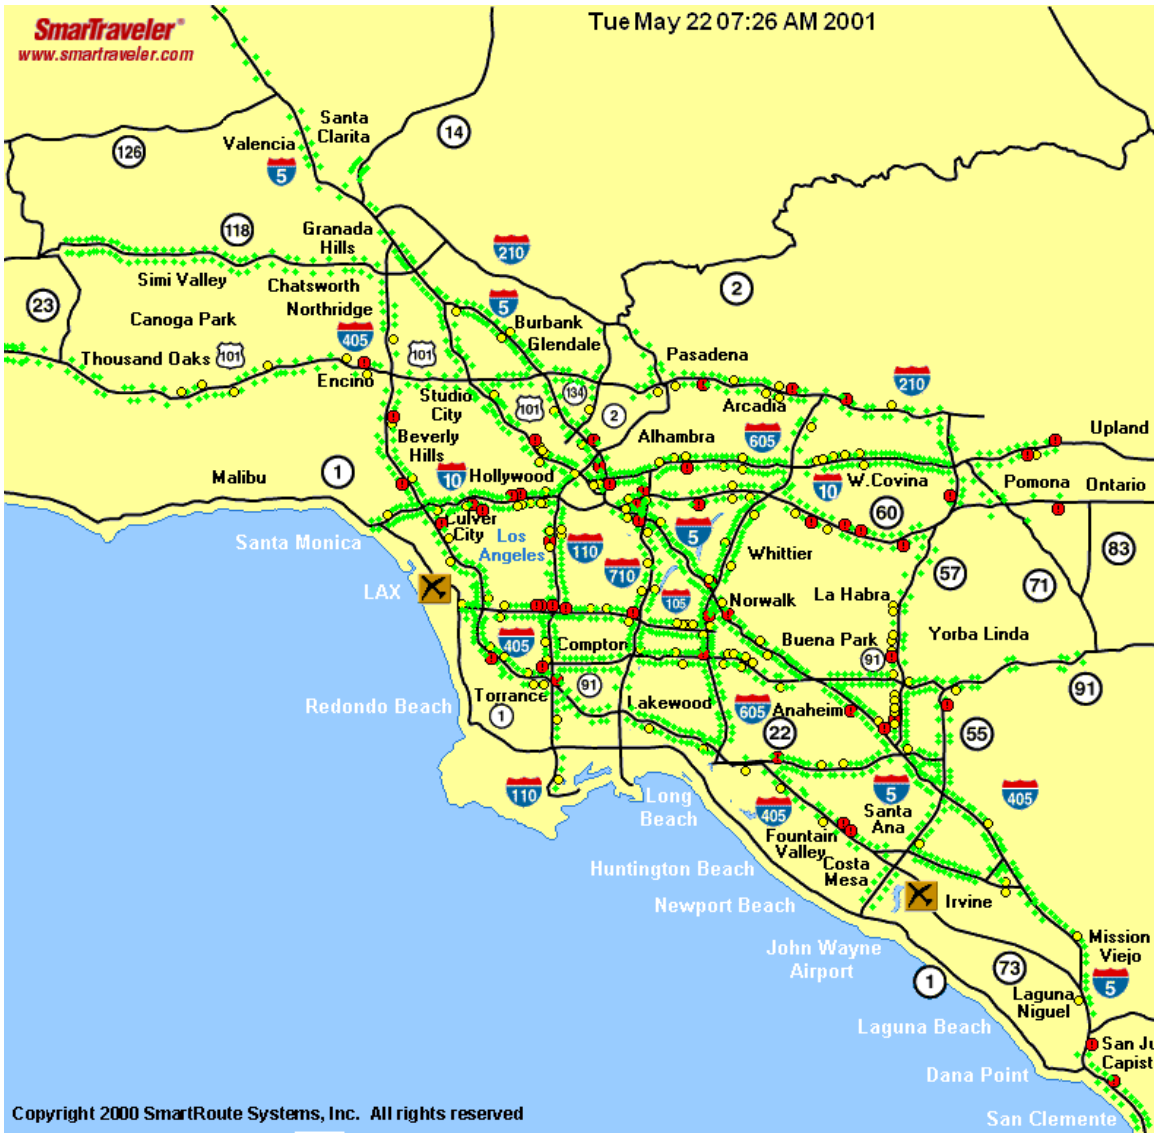 SmarTraveler®
www.smartraveler.com
Tue May 22 07:26 AM 2001
Santa
Clarita
14
126
Valencia
5
118
Granada
Hills
210
Simi Valley
Chatsworth
2
23
Northridge
5
Canoga Park
405
Burbank
Glendale
Thousand Oaks
101
101
Pasadena
Encino
210
Studio
City
101
134
2
Arcadia
Beverly
Hills
Alhambra
605
Upland
Malibu
1
10
Hollywood
10
W.Covina
Pomona
Ontario
Culver
City
60
Santa Monica
Los
Angeles
110
5
Whittier
83
LAX
710
57
71
105
Norwalk
La Habra
405
Compton
Buena Park
Yorba Linda
91
91
91
Redondo Beach
Torrance
1
Lakewood
605
Anaheim
22
55
110
Long
Beach
405
5
Santa
Ana
405
Fountain
Valley
Costa
Mesa
Huntington Beach
Newport Beach
Irvine
John Wayne
Airport
Mission
Viejo
1
73
5
Laguna
Niguel
Laguna Beach
San Ju
Capist
Dana Point
San Clemente
Copyright 2000 SmartRoute Systems, Inc. All rights reserved